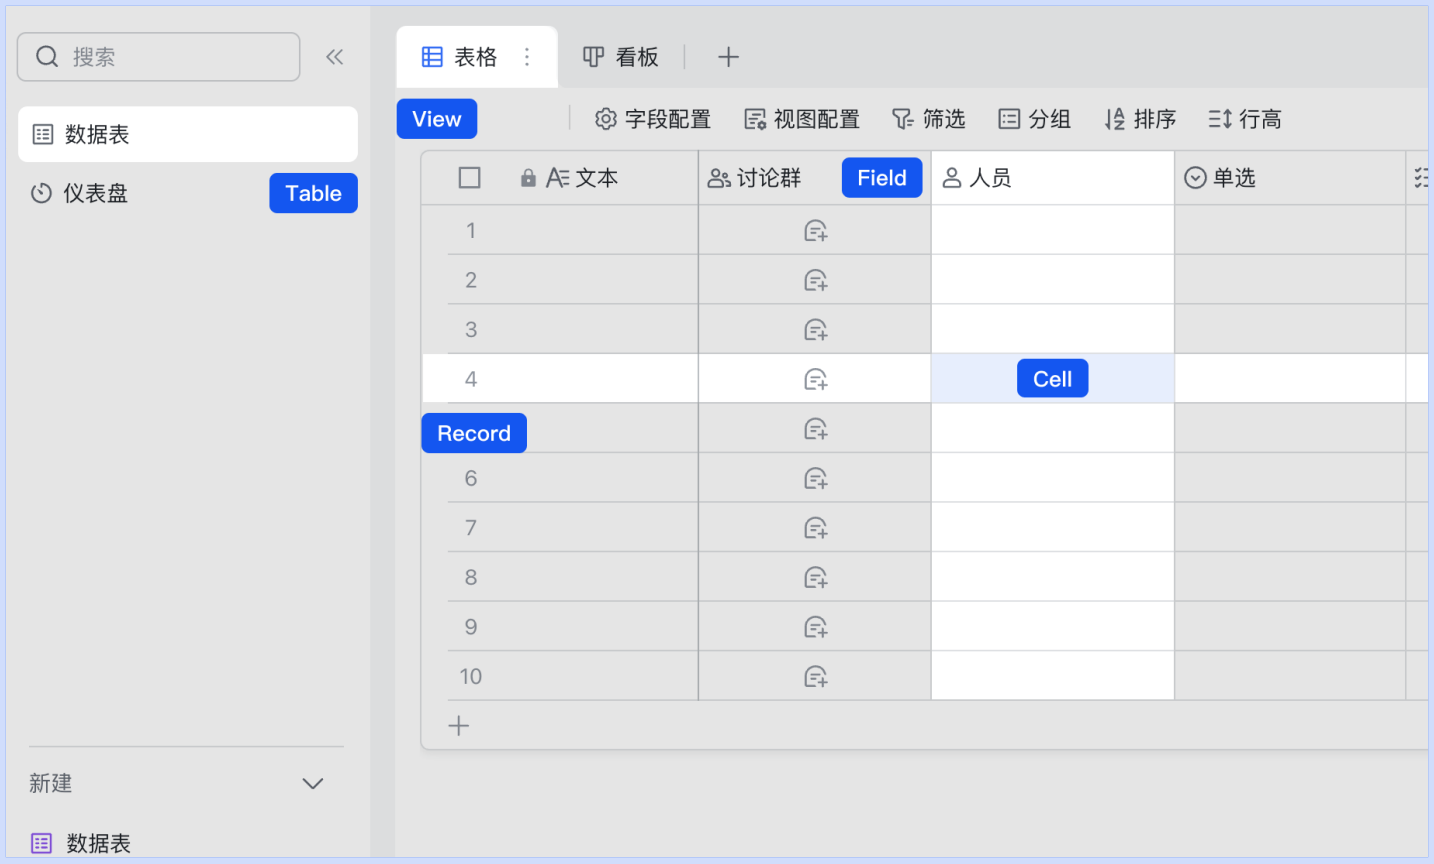 搜索
表格
看板
View
字段配置
视图配置
筛选
分组
排序
行高
数据表
仪表盘
Table
文本
讨论群
Field
人员
单选
1
2
3
4
Cell
Record
6
7
8
9
10
新建
数据表